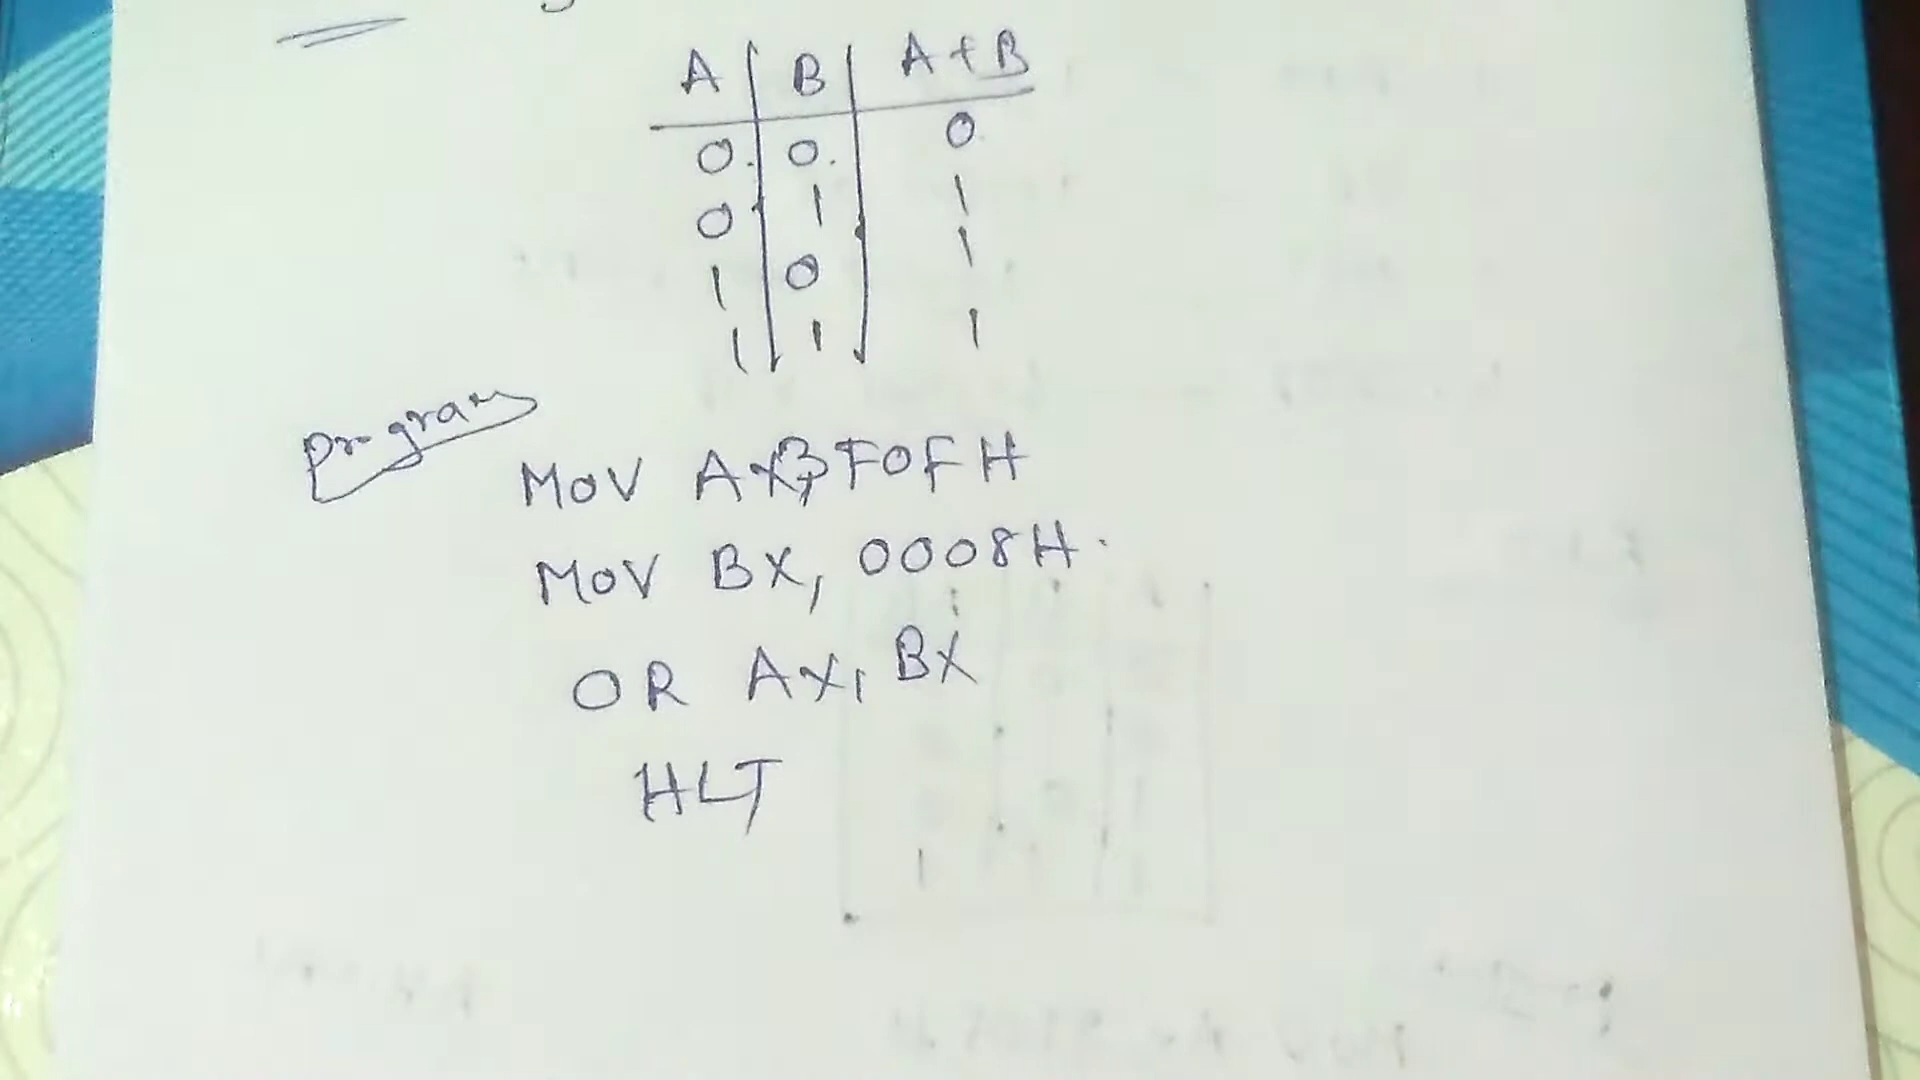 A B A+B
0 0 0
0 1 1
1 0 1
1 1 1
Program
MOV AX, 3F0FH
MOV BX, 0008H
OR AX, BX
HLT